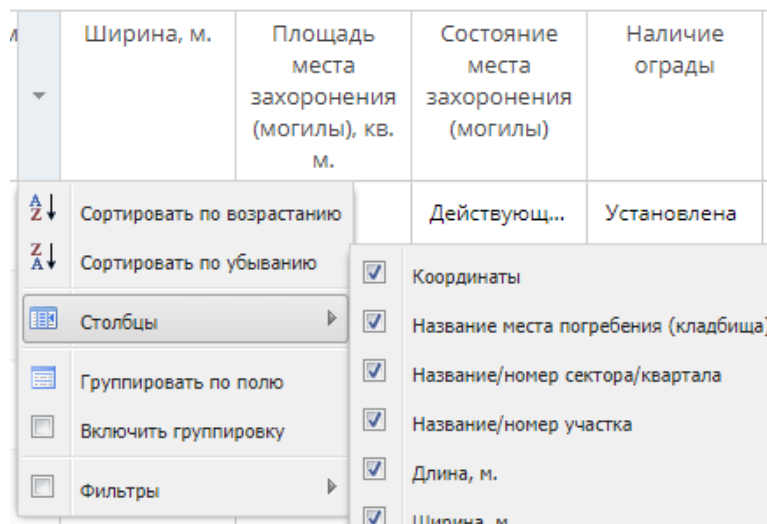 м
Ширина, м.
Площадь
места
захоронения
(могилы), кв.
м.
Состояние
места
захоронения
(могилы)
Наличие
ограды
Действующ...
Установлена
Сортировать по возрастанию
Сортировать по убыванию
Столбцы
Группировать по полю
Включить группировку
Фильтры
Координаты
Название места погребения (кладбища)
Название/номер сектора/квартала
Название/номер участка
Длина, м.
Ширина, м.